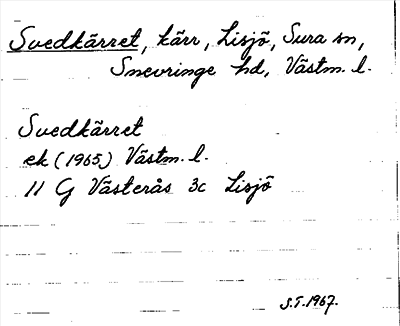 Svedkärret, kärr, Lisjö, Sura sn,
Snevringe hd, Västm. l.
Svedkärret
ek (1965) Västm. l.
11 G Västerås 3c Lisjö
S.T. 1967.